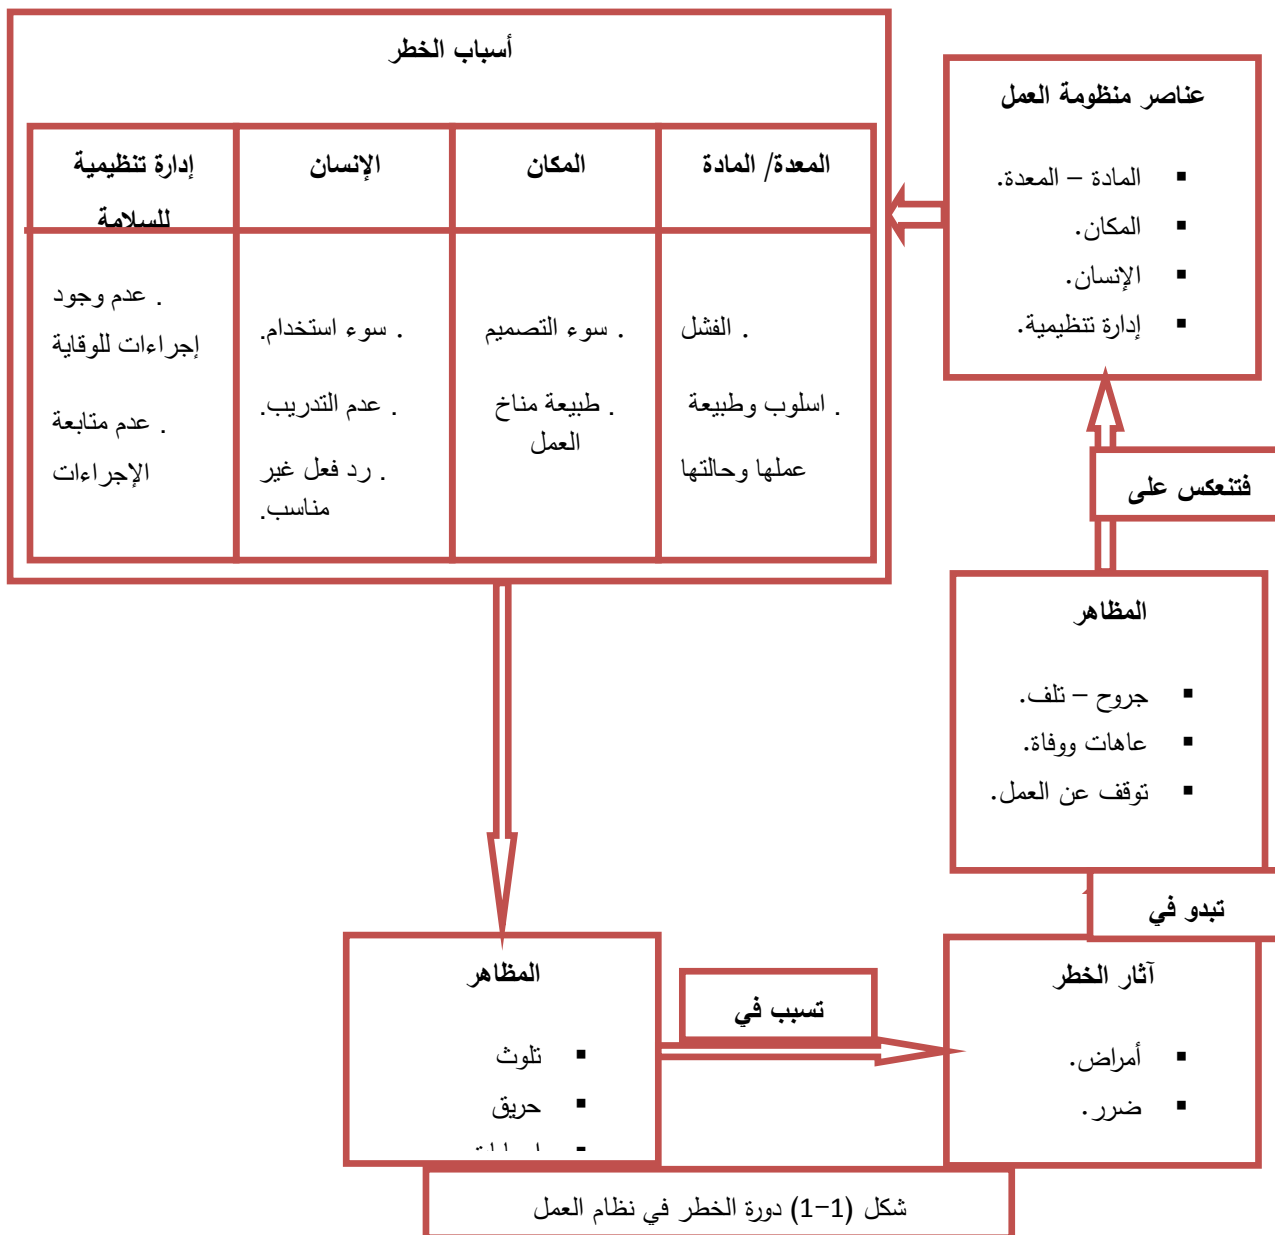 أسباب الخطر
المعدة/ المادة
. الفشل
. اسلوب وطبيعة
عملها وحالتها
المكان
. سوء التصميم
. طبيعة مناخ
العمل
الإنسان
. سوء استخدام.
. عدم التدريب.
. رد فعل غير
مناسب.
إدارة تنظيمية
للسلامة
. عدم وجود
إجراءات للوقاية
. عدم متابعة
الإجراءات
عناصر منظومة العمل
▪ المادة – المعدة.
▪ المكان.
▪ الإنسان.
▪ إدارة تنظيمية.
فتنعكس على
المظاهر
▪ جروح – تلف.
▪ عاهات ووفاة.
▪ توقف عن العمل.
تبدو في
آثار الخطر
▪ أمراض.
▪ ضرر.
تسبب في
المظاهر
▪ تلوث
▪ حريق
شكل (1-1) دورة الخطر في نظام العمل